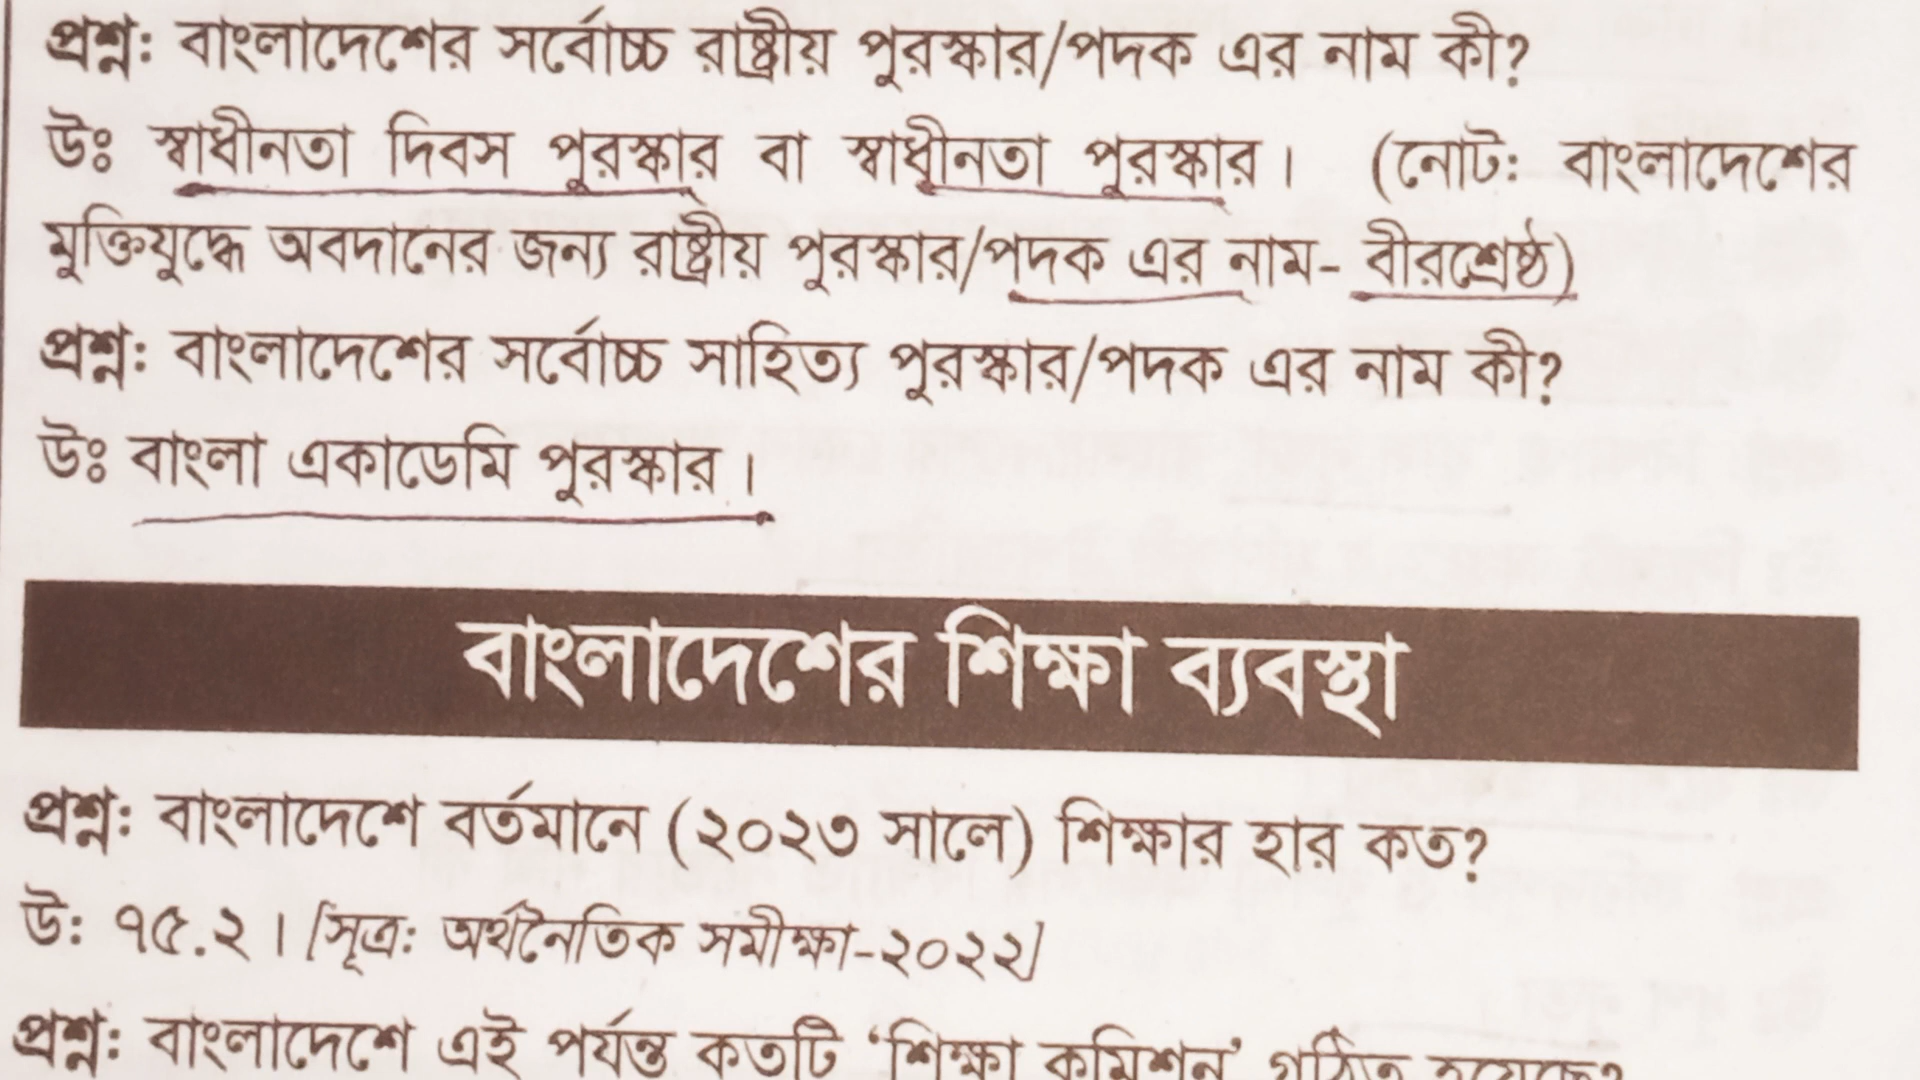 প্রশ্ন: বাংলাদেশের সর্বোচ্চ রাষ্ট্রীয় পুরস্কার/পদক এর নাম কী?
উঃ স্বাধীনতা দিবস পুরস্কার বা স্বাধীনতা পুরস্কার। (নোট: বাংলাদেশের
মুক্তিযুদ্ধে অবদানের জন্য রাষ্ট্রীয় পুরস্কার/পদক এর নাম- বীরশ্রেষ্ঠ)
প্রশ্ন: বাংলাদেশের সর্বোচ্চ সাহিত্য পুরস্কার/পদক এর নাম কী?
উঃ বাংলা একাডেমি পুরস্কার।
বাংলাদেশের শিক্ষা ব্যবস্থা
প্রশ্ন: বাংলাদেশে বর্তমানে (২০২৩ সালে) শিক্ষার হার কত?
উ: ৭৫.২। [সূত্র: অর্থনৈতিক সমীক্ষা-২০২২]
প্রশ্ন: বাংলাদেশে এই পর্যন্ত কতটি ‘শিক্ষা কমিশন’ গঠিত হয়েছে?